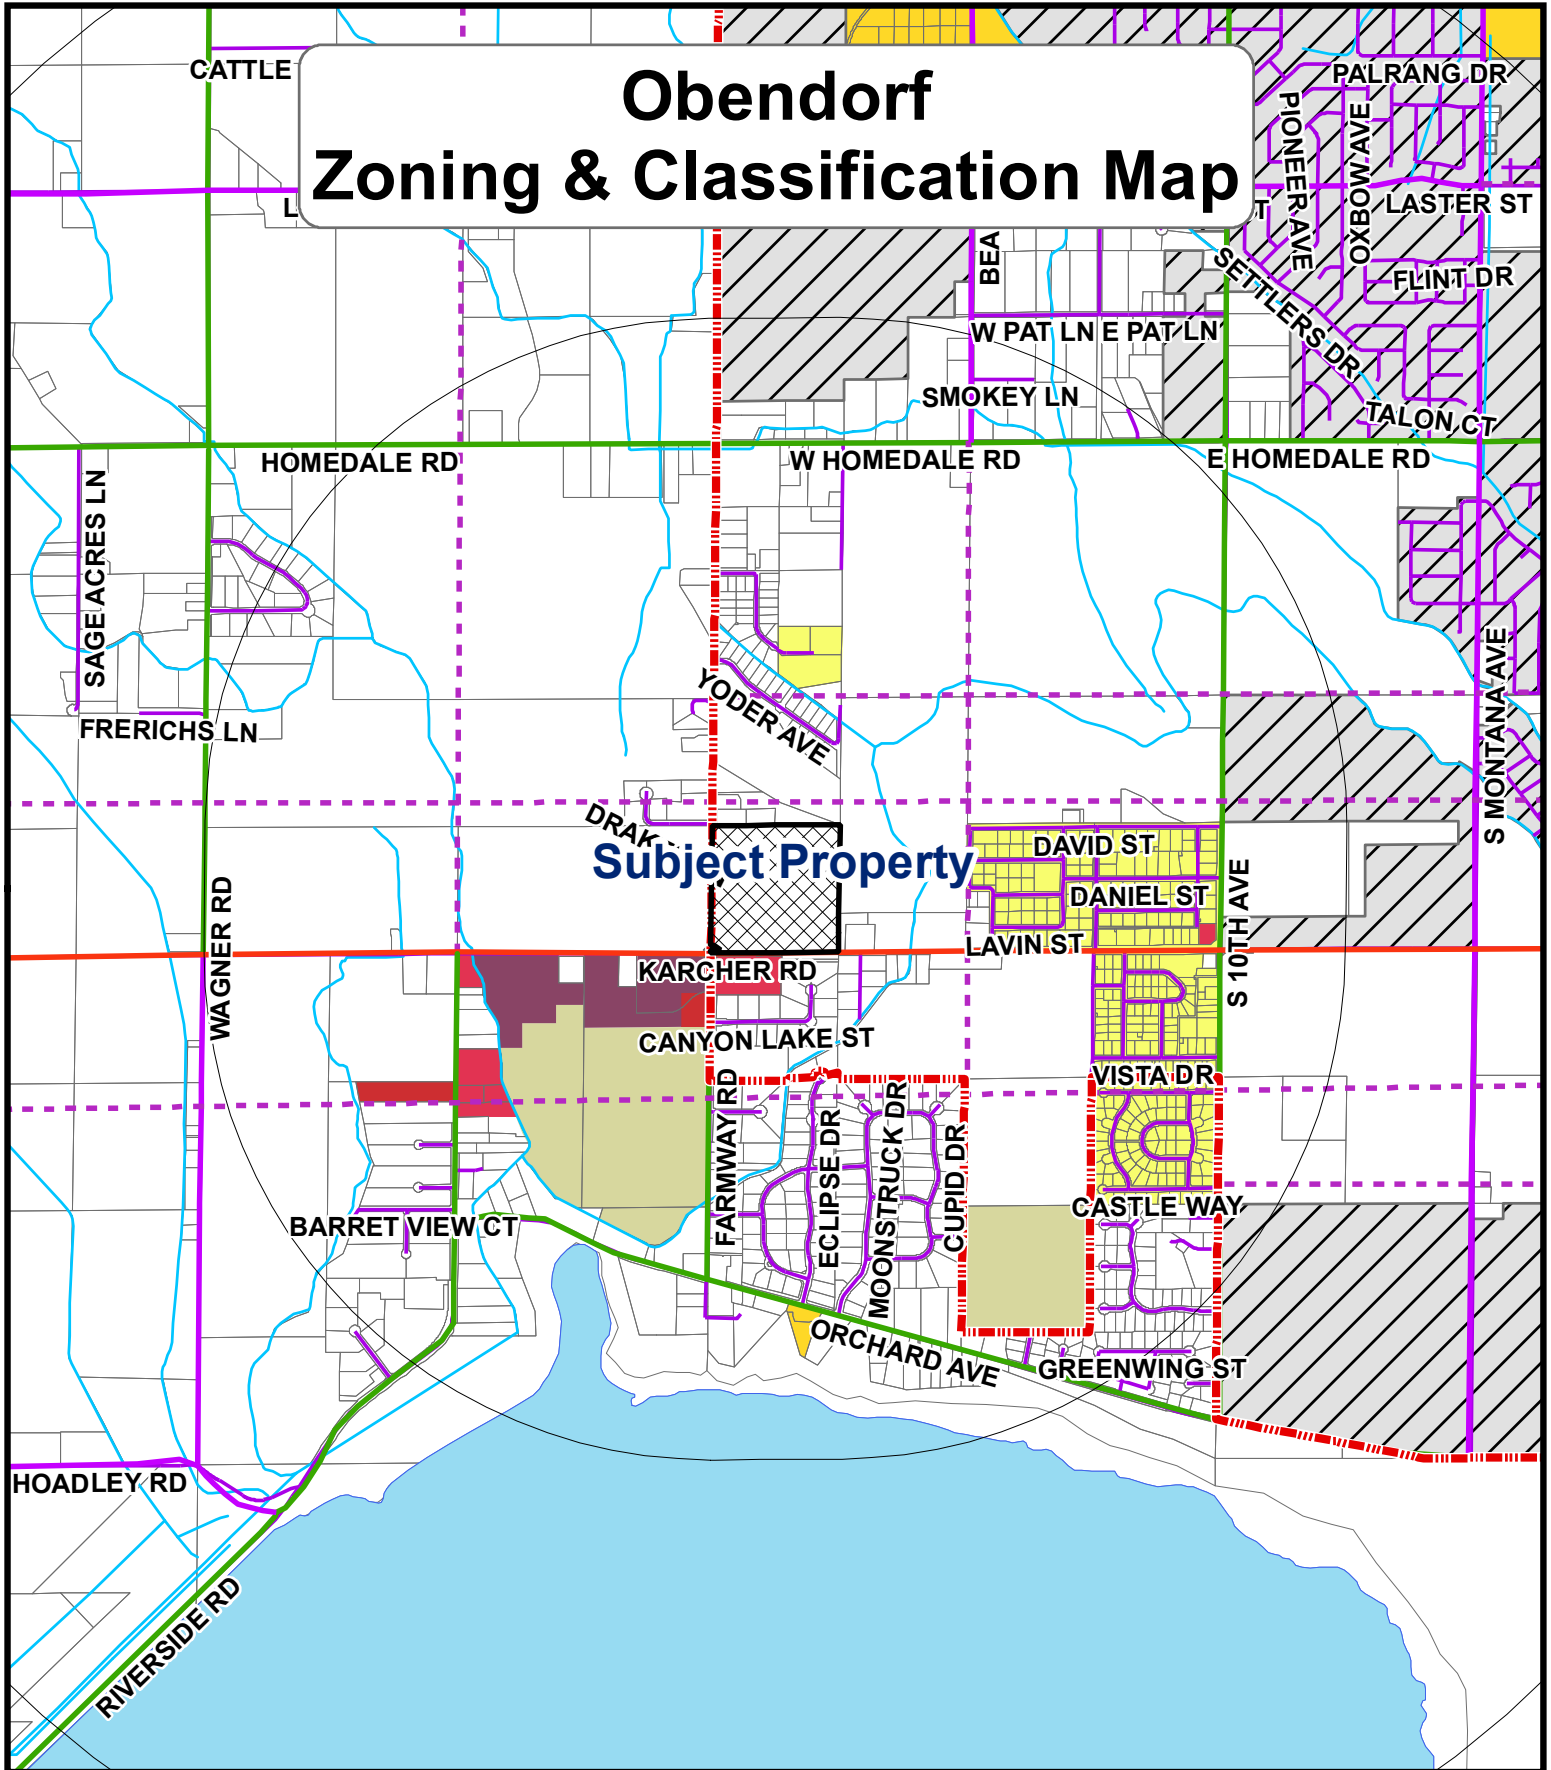 Obendorf
Zoning & Classification Map
CATTLE
PALRANG DR
PIONEER AVE
OXBOW AVE
LASTER ST
L
ST
BEA
SETTLERS DR
FLINT DR
W PAT LN
E PAT LN
SMOKEY LN
TALON CT
HOMEDALE RD
W HOMEDALE RD
E HOMEDALE RD
SAGE ACRES LN
YODER AVE
FRERICHS LN
S MONTANA AVE
DRAK
Subject Property
DAVID ST
DANIEL ST
LAVIN ST
S 10TH AVE
WAGNER RD
KARCHER RD
CANYON LAKE ST
VISTA DR
FARMWAY RD
ECLIPSE DR
MOONSTRUCK DR
CUPID DR
CASTLE WAY
BARRET VIEW CT
ORCHARD AVE
GREENWING ST
HOADLEY RD
RIVERSIDE RD